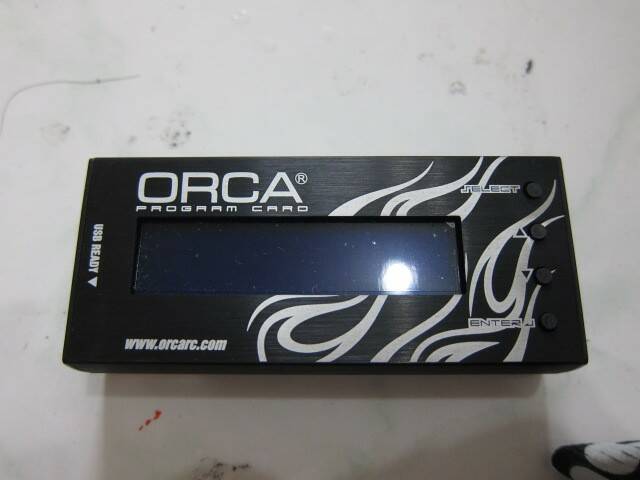 ORCA®
PROGRAM CARD
SELECT
USB READY
ENTER
www.orcarc.com